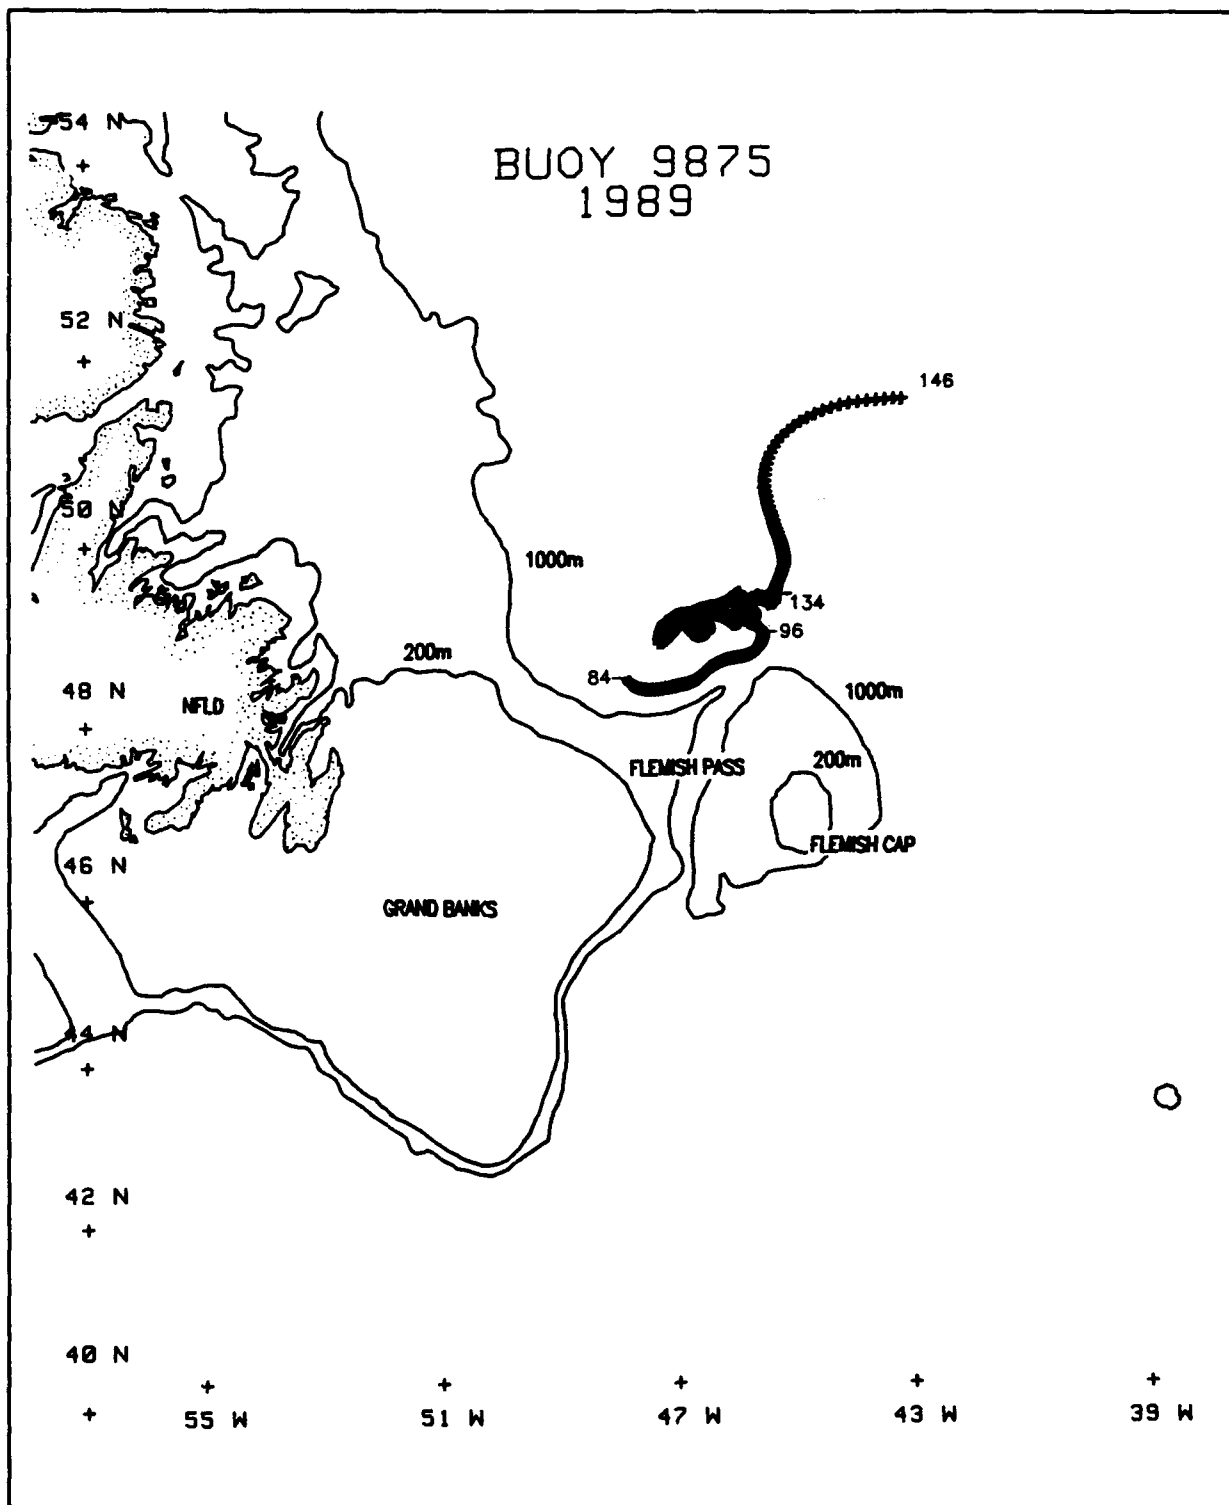 54 N
BUOY 9875
1989
52 N
146
50 N
1000m
134
96
200m
84
48 N
NFLD
1000m
FLEMISH PASS
200m
FLEMISH CAP
46 N
GRAND BANKS
44 N
42 N
40 N
55 W
51 W
47 W
43 W
39 W